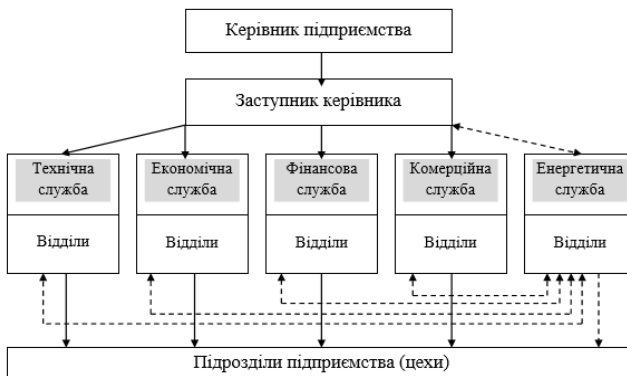 Керівник підприємства
Заступник керівника
Технічна
служба
Економічна
служба
Фінансова
служба
Комерційна
служба
Енергетична
служба
Відділи
Відділи
Відділи
Відділи
Відділи
Підрозділи підприємства (цехи)